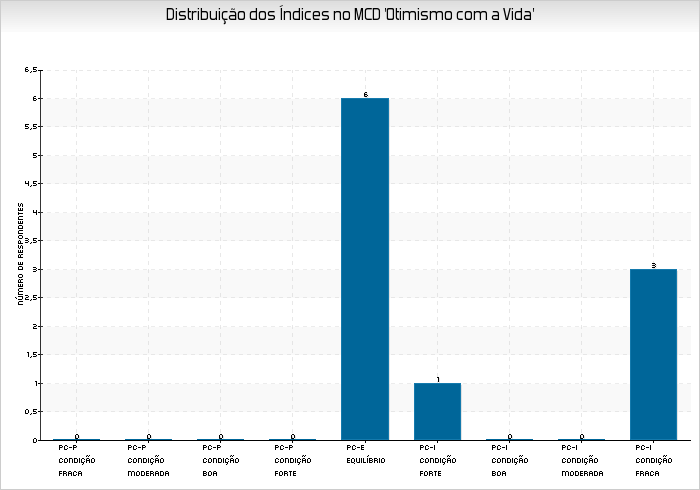 Distribuição dos Índices no MCD 'Otimismo com a Vida'
NÚMERO DE RESPONDENTES
6,5
6
5,5
5
4,5
4
3,5
3
2,5
2
1,5
1
0,5
0
0
0
0
0
6
1
0
0
3
PC-P
CONDIÇÃO
FRACA
PC-P
CONDIÇÃO
MODERADA
PC-P
CONDIÇÃO
BOA
PC-P
CONDIÇÃO
FORTE
PC-E
EQUILÍBRIO
PC-I
CONDIÇÃO
FORTE
PC-I
CONDIÇÃO
BOA
PC-I
CONDIÇÃO
MODERADA
PC-I
CONDIÇÃO
FRACA